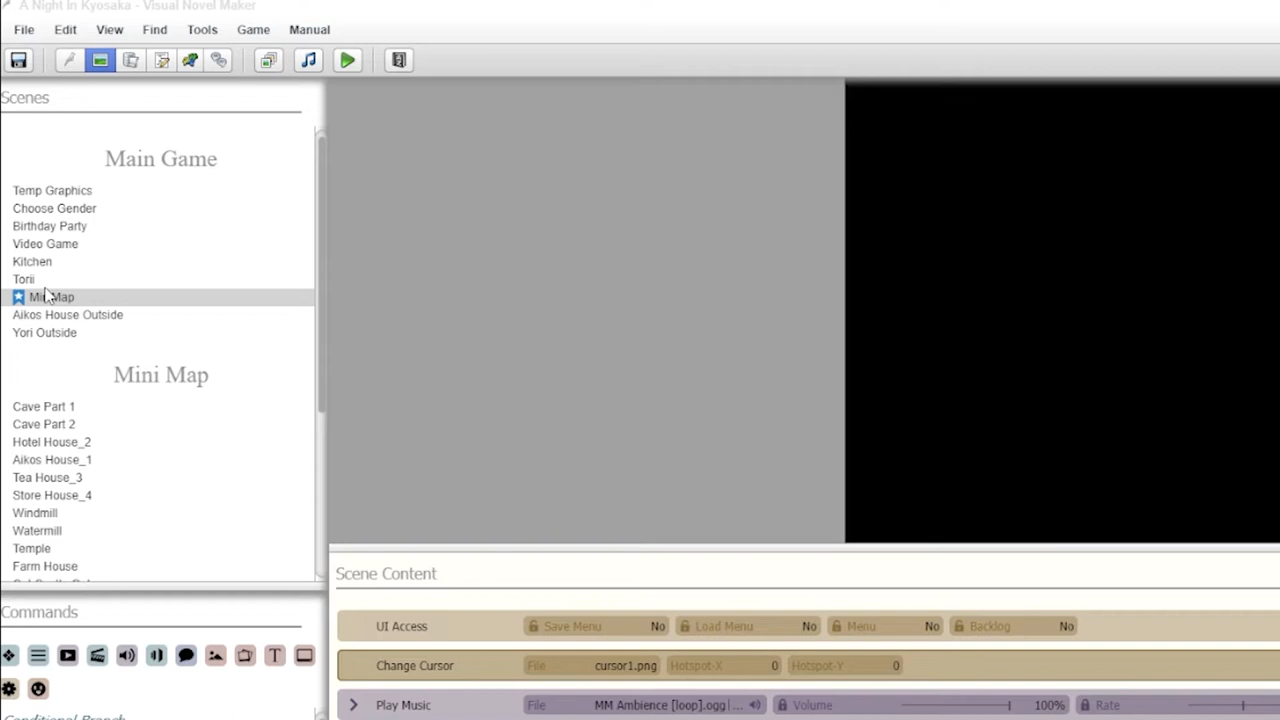 A Night In Kyosaka - Visual Novel Maker
File Edit View Find Tools Game Manual
Scenes
Main Game
Temp Graphics
Choose Gender
Birthday Party
Video Game
Kitchen
Torii
Map
Aikos House Outside
Yori Outside
Mini Map
Cave Part 1
Cave Part 2
Hotel House_2
Aikos House_1
Tea House_3
Store House_4
Windmill
Watermill
Temple
Farm House
Commands
Conditional Branch
Scene Content
UI Access Save Menu No Load Menu No Menu No Backlog No
Change Cursor File cursor1.png Hotspot-X 0 Hotspot-Y 0
Play Music File MM Ambience [loop].ogg | ... Volume 100% Rate